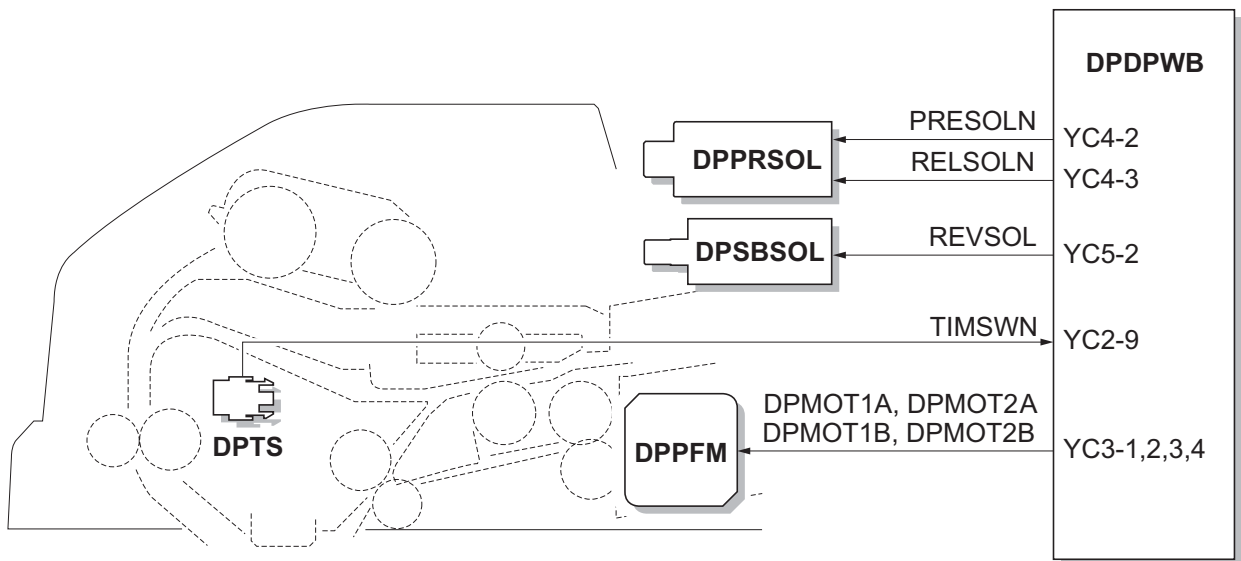 DPDPWB
PRESOLN
YC4-2
DPPRSOL
RELSOLN
YC4-3
REVSOL
DPSBSOL
YC5-2
TIMSWN
YC2-9
DPMOT1A, DPMOT2A
DPMOT1B, DPMOT2B
DPTS
DPPFM
YC3-1,2,3,4